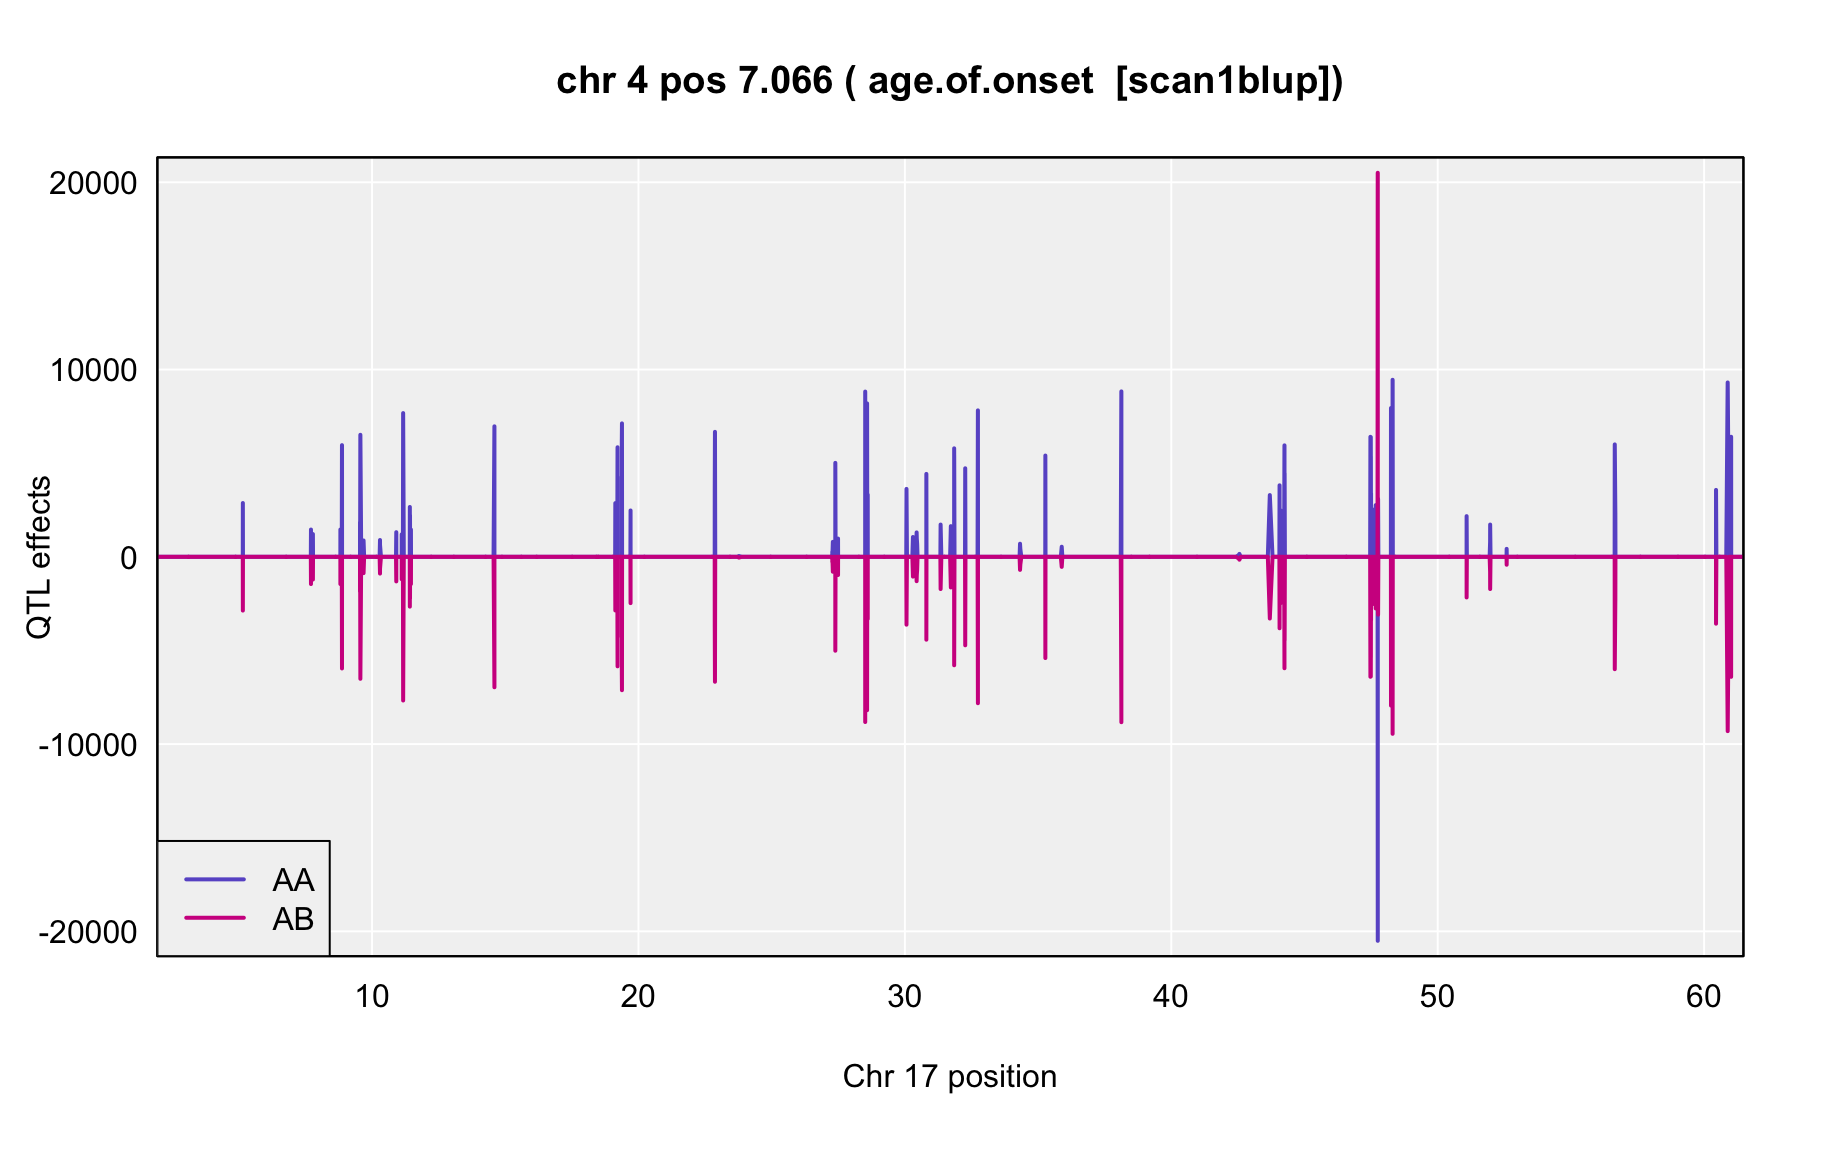 chr 4 pos 7.066 ( age.of.onset  [scan1blup])
20000
10000
0
-10000
-20000
QTL effects
AA
AB
10 20 30 40 50 60
Chr 17 position